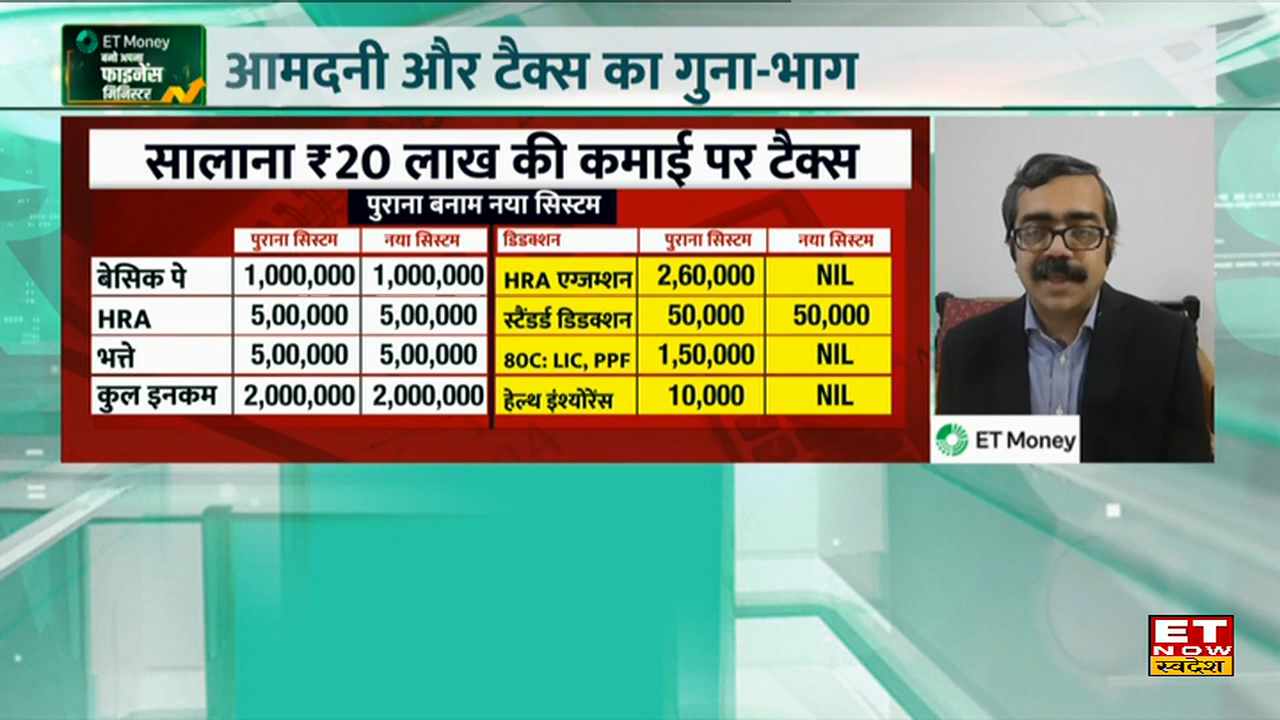 ET Money
बनो अपना
फाइनेंस
मिनिस्टर
आमदनी और टैक्स का गुना-भाग
सालाना ₹20 लाख की कमाई पर टैक्स
पुराना बनाम नया सिस्टम
पुराना सिस्टम नया सिस्टम डिडक्शन पुराना सिस्टम नया सिस्टम
बेसिक पे 1,000,000 1,000,000 HRA एग्जम्शन 2,60,000 NIL
HRA 5,00,000 5,00,000 स्टैंडर्ड डिडक्शन 50,000 50,000
भत्ते 5,00,000 5,00,000 80C: LIC, PPF 1,50,000 NIL
कुल इनकम 2,000,000 2,000,000 हेल्थ इंश्योरेंस 10,000 NIL
ET Money
ET
NOW
स्वदेश